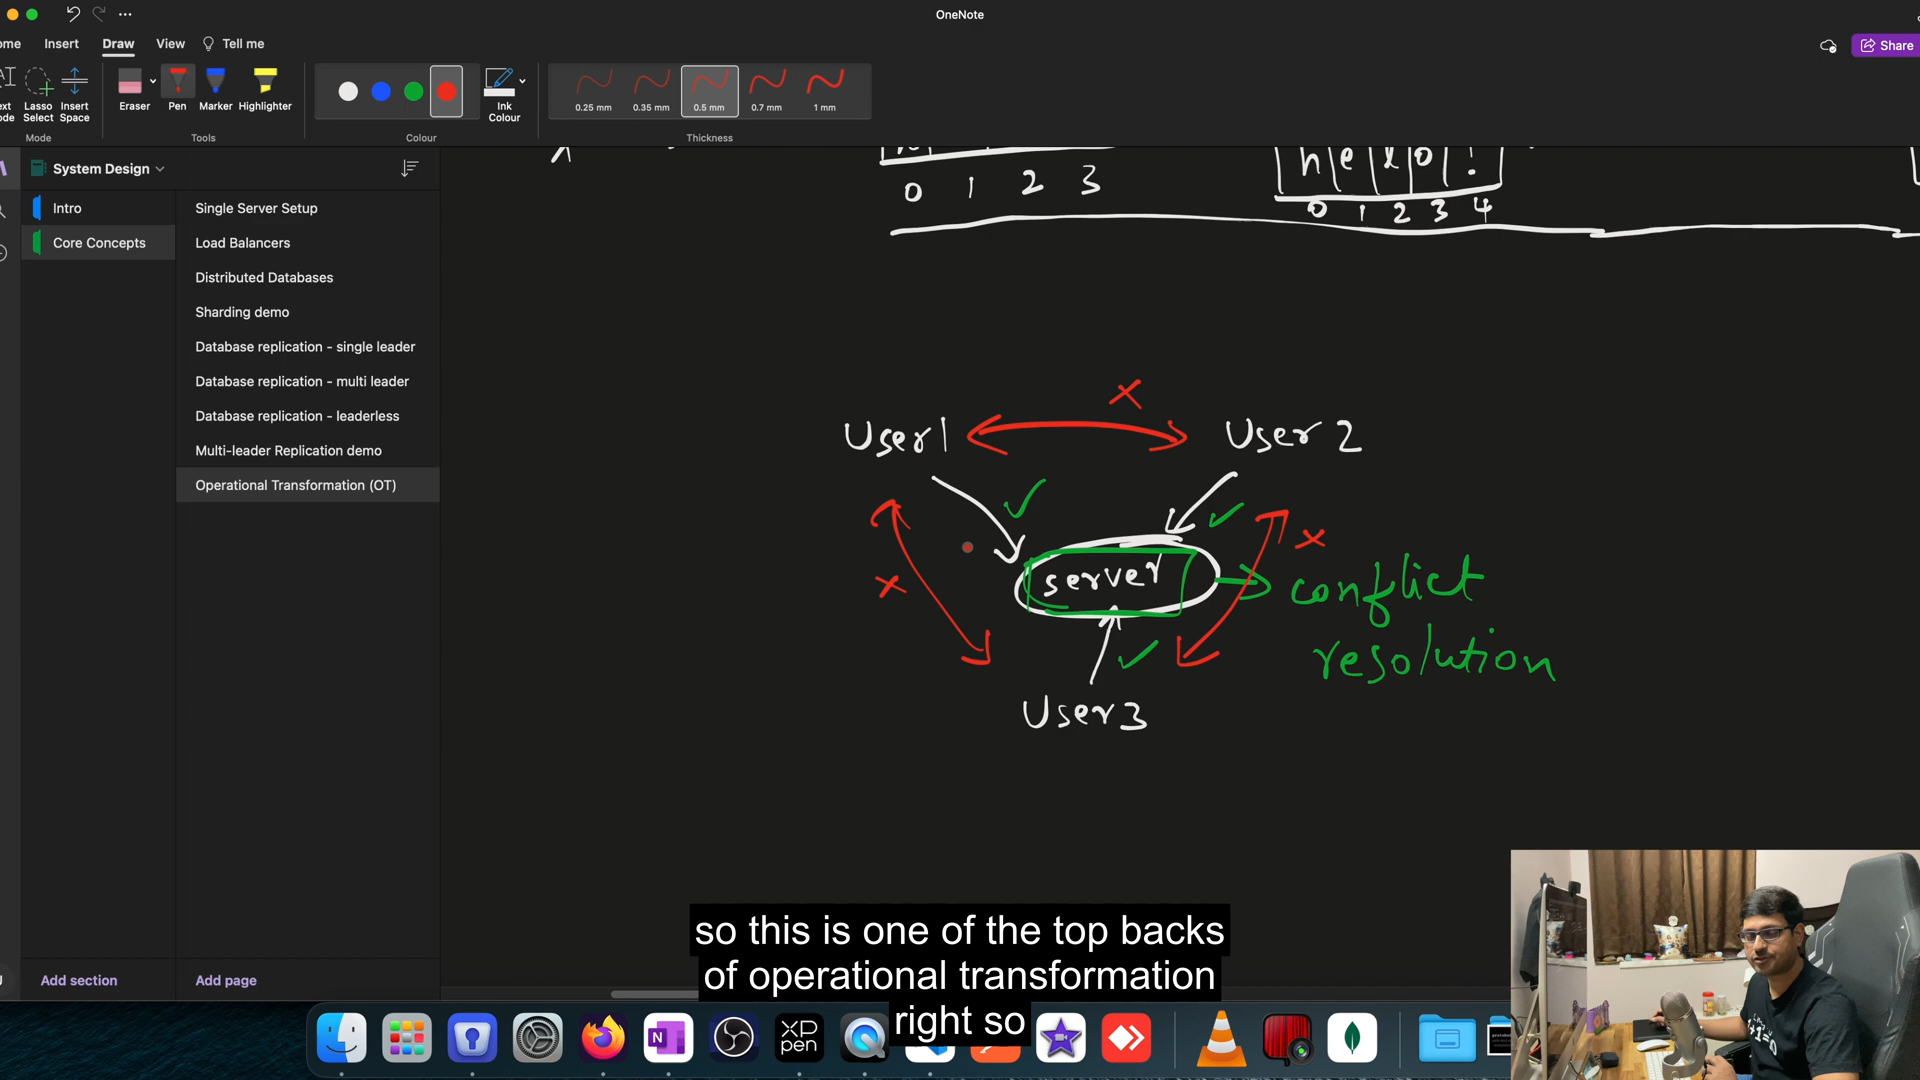 OneNote
ome Insert Draw View Tell me
Share
Lasso Select
Insert Space
Eraser
Pen
Marker
Highlighter
Ink Colour
0.25 mm 0.35 mm 0.5 mm 0.7 mm 1 mm
Mode Tools Colour Thickness
System Design
Intro
Core Concepts
Single Server Setup
Load Balancers
Distributed Databases
Sharding demo
Database replication - single leader
Database replication - multi leader
Database replication - leaderless
Multi-leader Replication demo
Operational Transformation (OT)
Add section
Add page
0 1 2 3
h e l o !
0 1 2 3 4
User1
User 2
server
conflict
resolution
User3
so this is one of the top backs
of operational transformation
right so
XP
pen